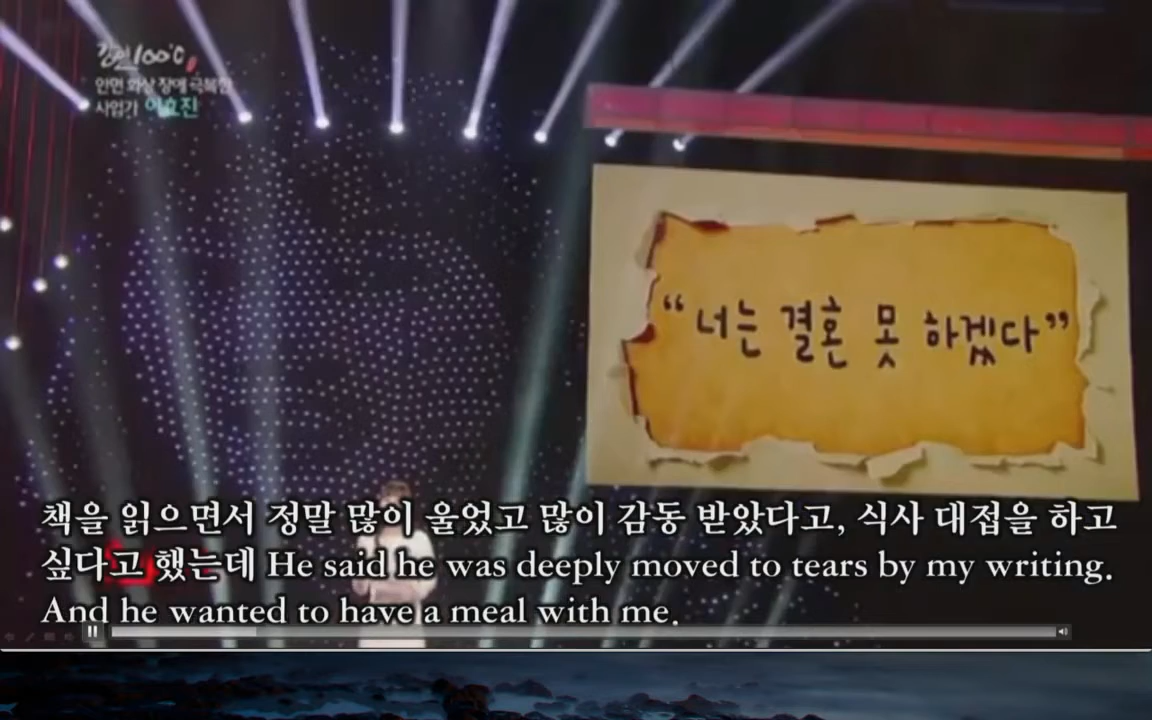 강연100℃
안면 화상 장애 극복한
사업가 이효진
“너는 결혼 못 하겠다”
책을 읽으면서 정말 많이 울었고 많이 감동 받았다고, 식사 대접을 하고
싶다고 했는데 He said he was deeply moved to tears by my writing.
And he wanted to have a meal with me.